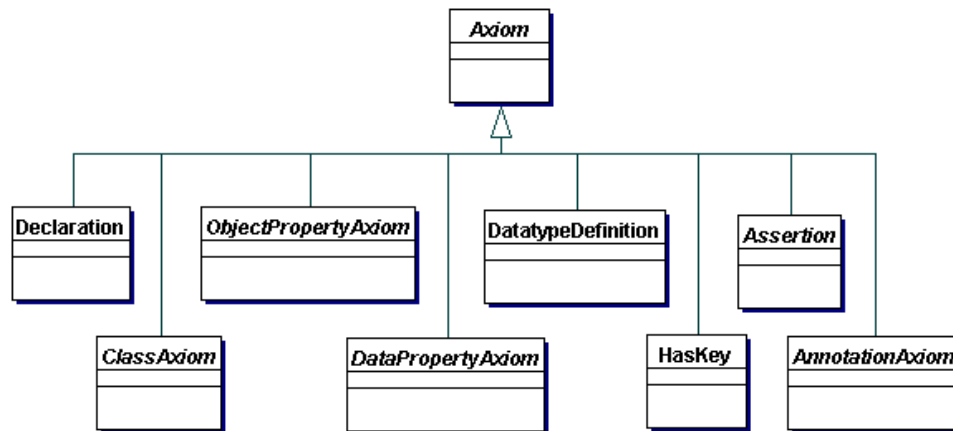 Axiom
Declaration
ObjectPropertyAxiom
DatatypeDefinition
Assertion
ClassAxiom
DataPropertyAxiom
HasKey
AnnotationAxiom